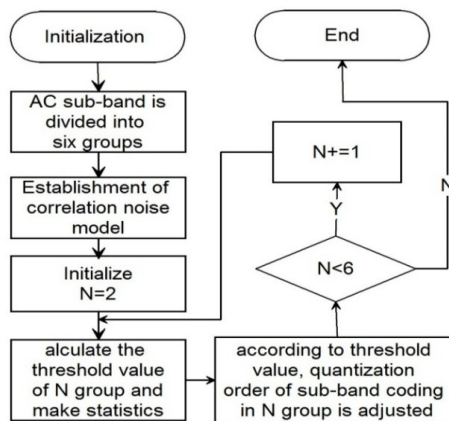 Initialization
AC sub-band is
divided into
six groups
Establishment of
correlation noise
model
Initialize
N=2
alculate the
threshold value
of N group and
make statistics
according to threshold
value, quantization
order of sub-band coding
in N group is adjusted
N<6
Y
N+=1
N
End